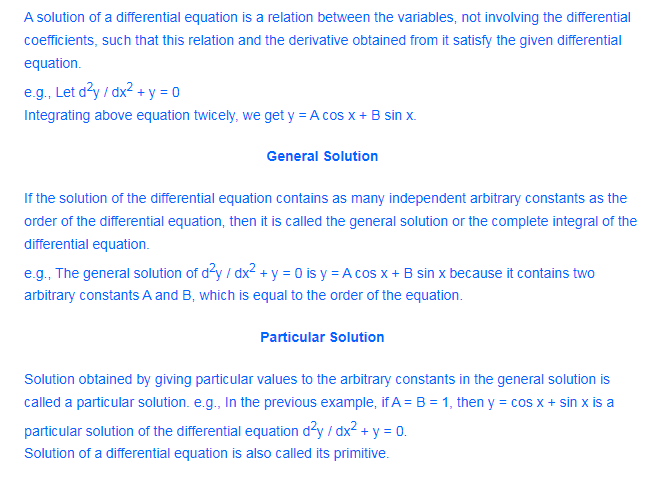 A solution of a differential equation is a relation between the variables, not involving the differential
coefficients, such that this relation and the derivative obtained from it satisfy the given differential
equation.
e.g., Let d²y / dx² + y = 0
Integrating above equation twicely, we get y = A cos x + B sin x.
General Solution
If the solution of the differential equation contains as many independent arbitrary constants as the
order of the differential equation, then it is called the general solution or the complete integral of the
differential equation.
e.g., The general solution of d²y / dx² + y = 0 is y = A cos x + B sin x because it contains two
arbitrary constants A and B, which is equal to the order of the equation.
Particular Solution
Solution obtained by giving particular values to the arbitrary constants in the general solution is
called a particular solution. e.g., In the previous example, if A = B = 1, then y = cos x + sin x is a
particular solution of the differential equation d²y / dx² + y = 0.
Solution of a differential equation is also called its primitive.